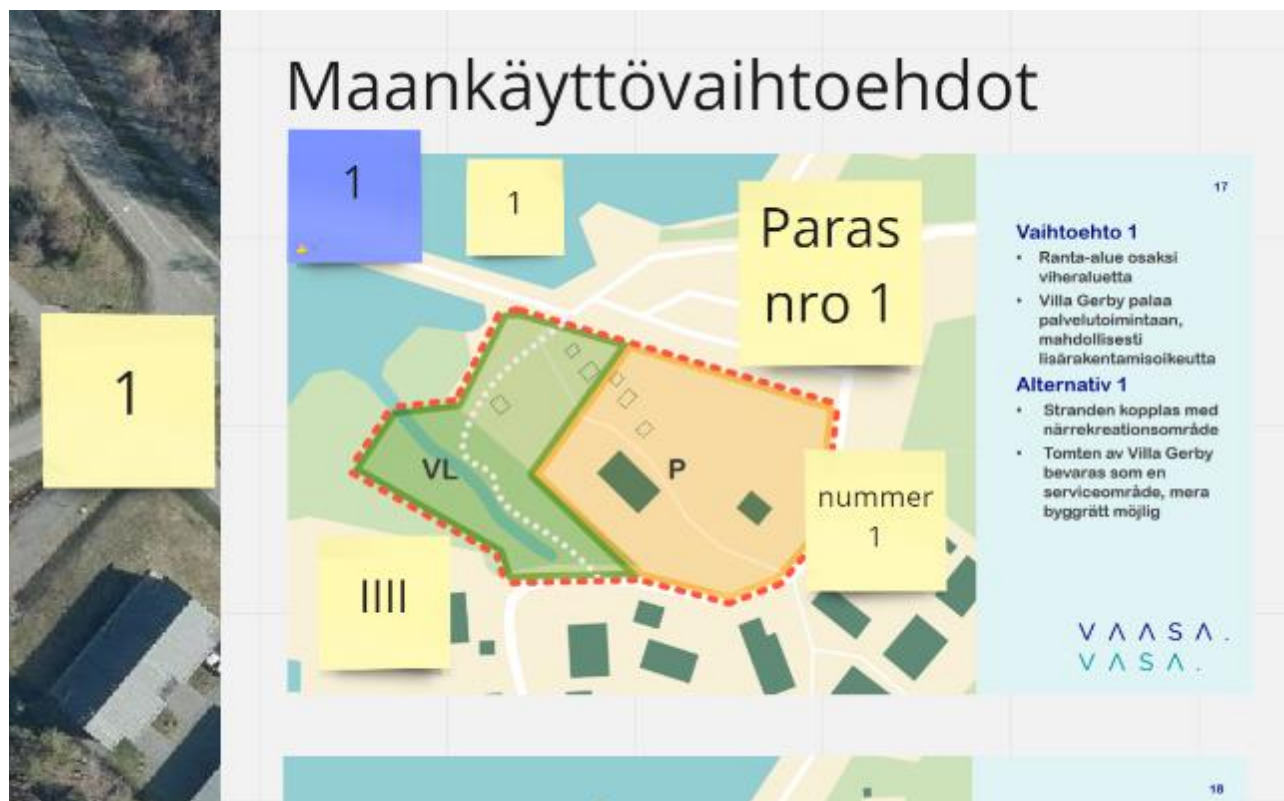 Maankäyttövaihtoehdot
1
1
Paras
nro 1
1
VL
P
nummer
1
IIII
17
Vaihtoehto 1
• Ranta-alue osaksi
viheraluetta
• Villa Gerby palaa
palvelutoimintaan,
mahdollisesti
lisärakentamisoikeutta
Alternativ 1
• Stranden kopplas med
närrekreationsområde
• Tomten av Villa Gerby
bevaras som en
serviceområde, mera
byggrätt möjlig
VAASA.
VASA.
18